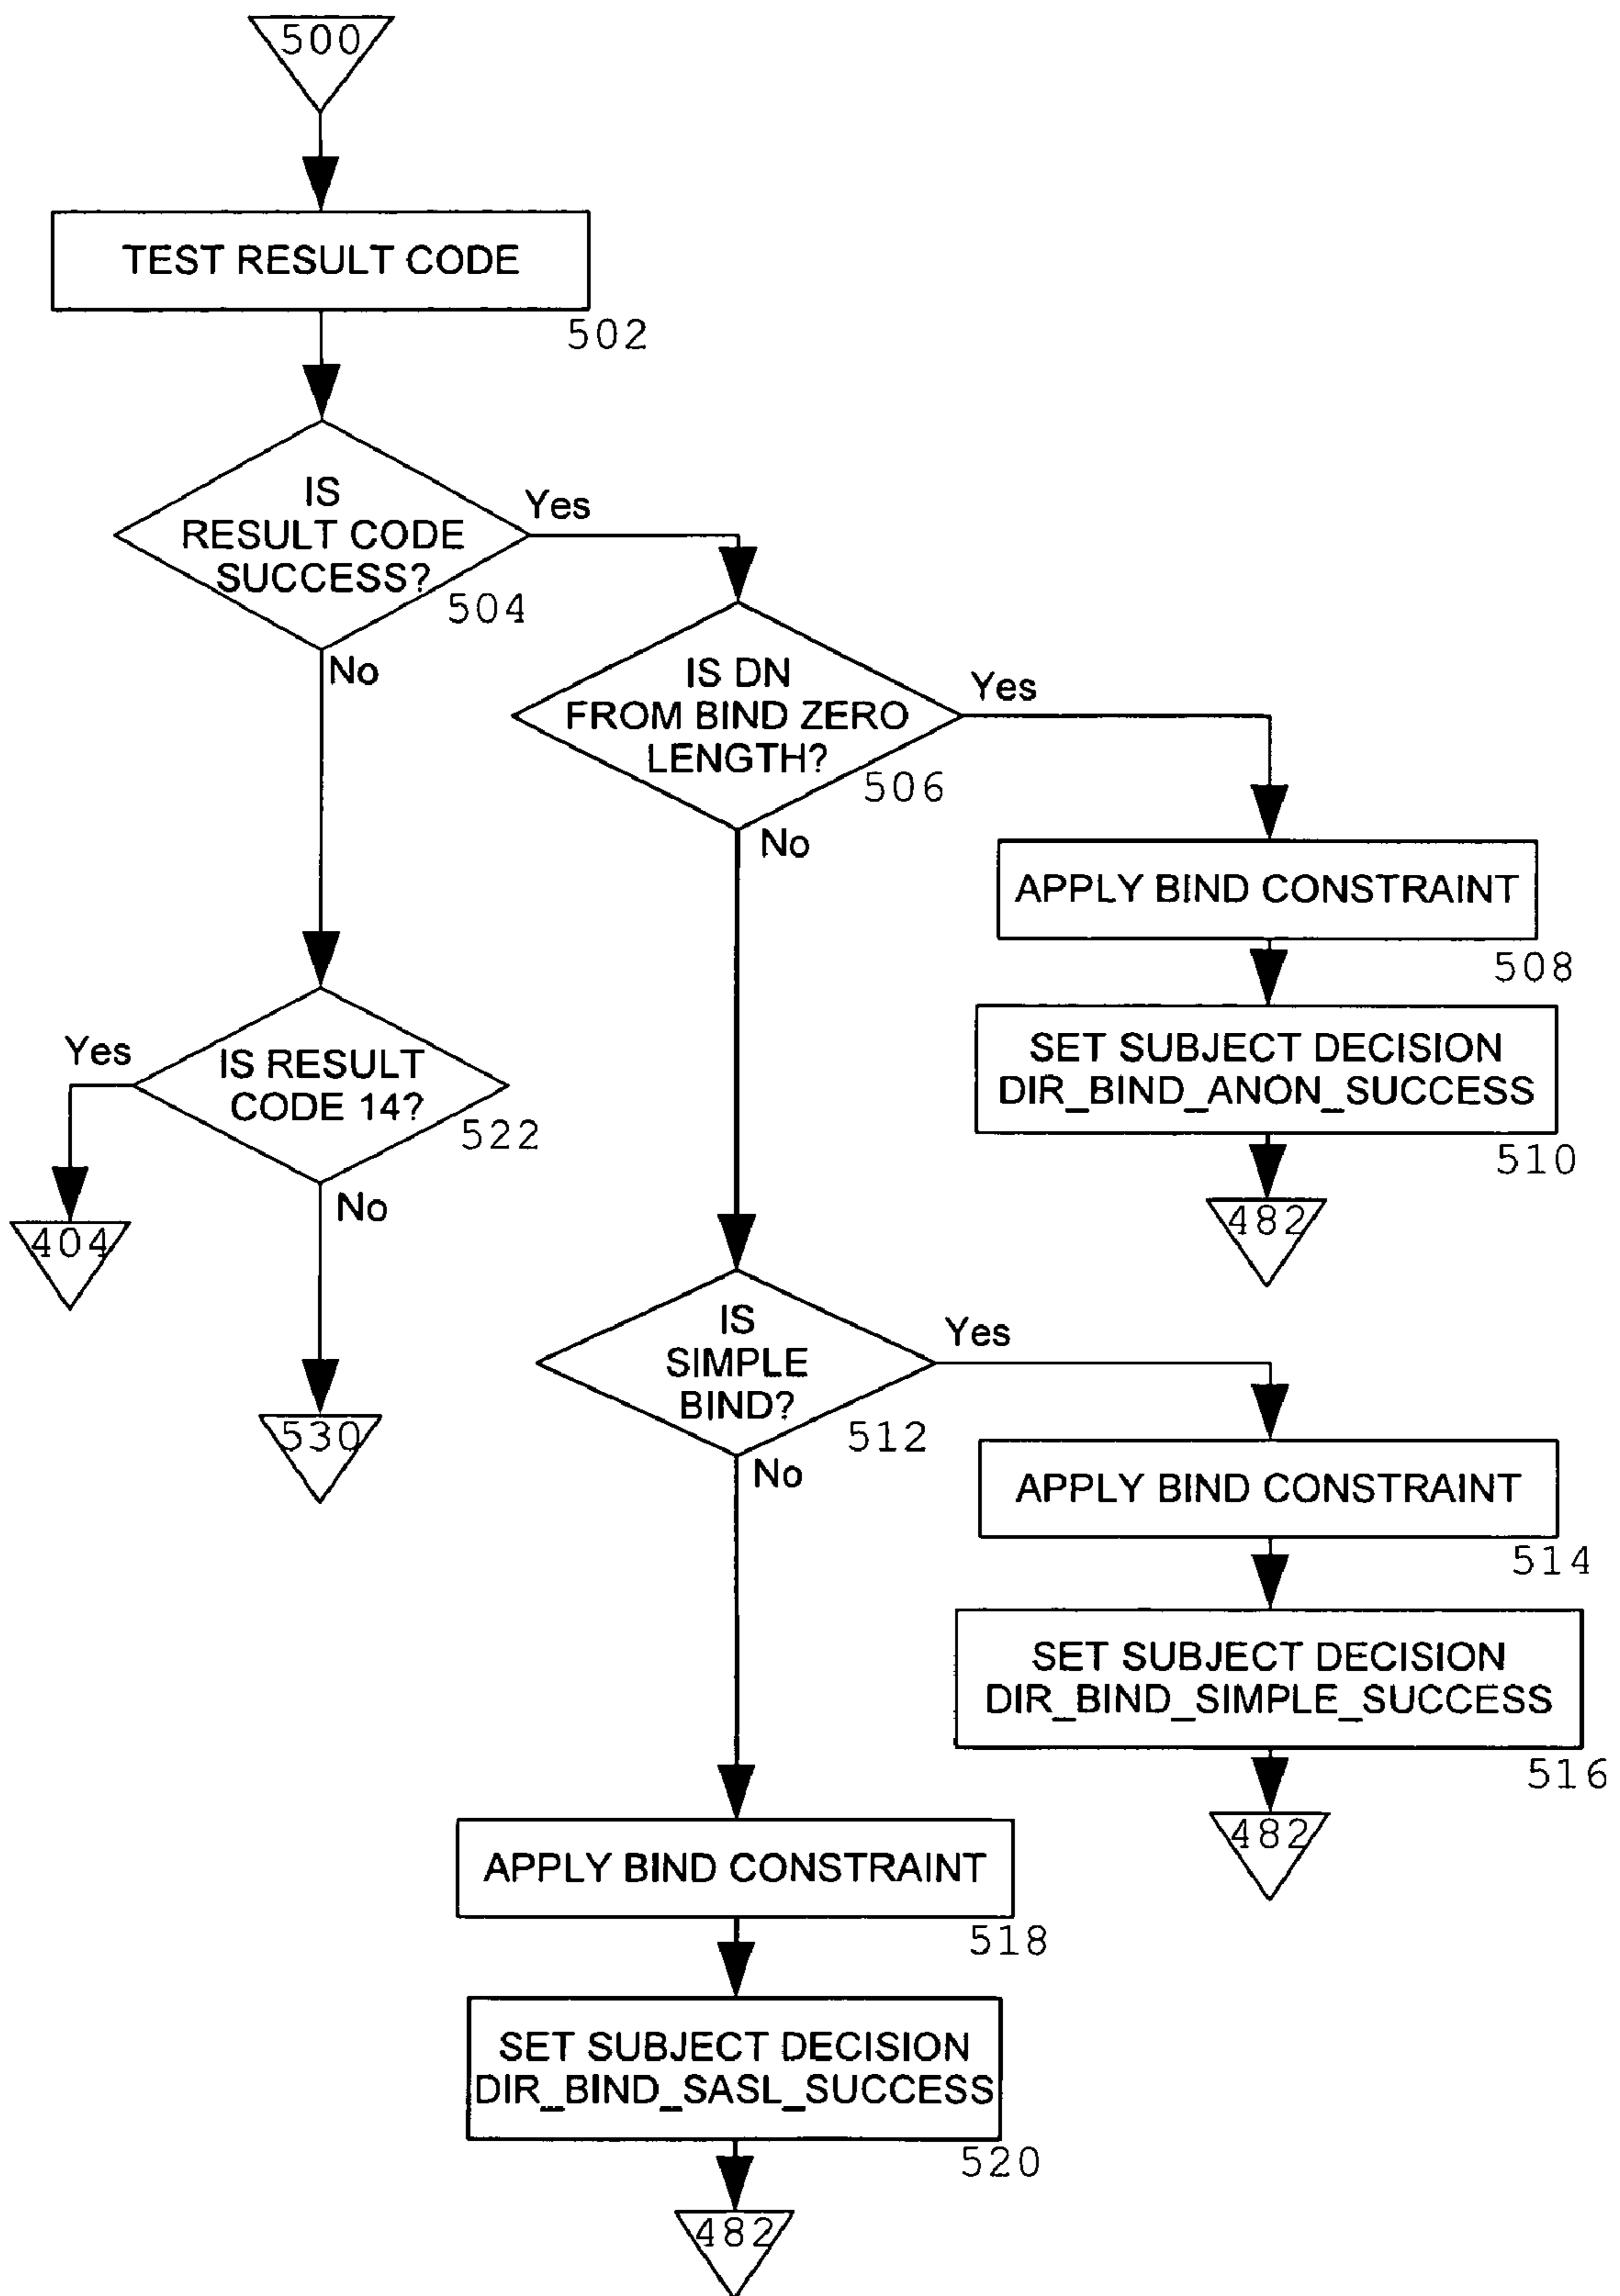 500
TEST RESULT CODE
502
IS
RESULT CODE
SUCCESS?
Yes
504
No
IS DN
FROM BIND ZERO
LENGTH?
Yes
506
No
APPLY BIND CONSTRAINT
508
SET SUBJECT DECISION
DIR_BIND_ANON_SUCCESS
510
482
Yes
IS RESULT
CODE 14?
522
No
404
530
IS
SIMPLE
BIND?
Yes
512
No
APPLY BIND CONSTRAINT
514
SET SUBJECT DECISION
DIR_BIND_SIMPLE_SUCCESS
516
482
APPLY BIND CONSTRAINT
518
SET SUBJECT DECISION
DIR_BIND_SASL_SUCCESS
520
482